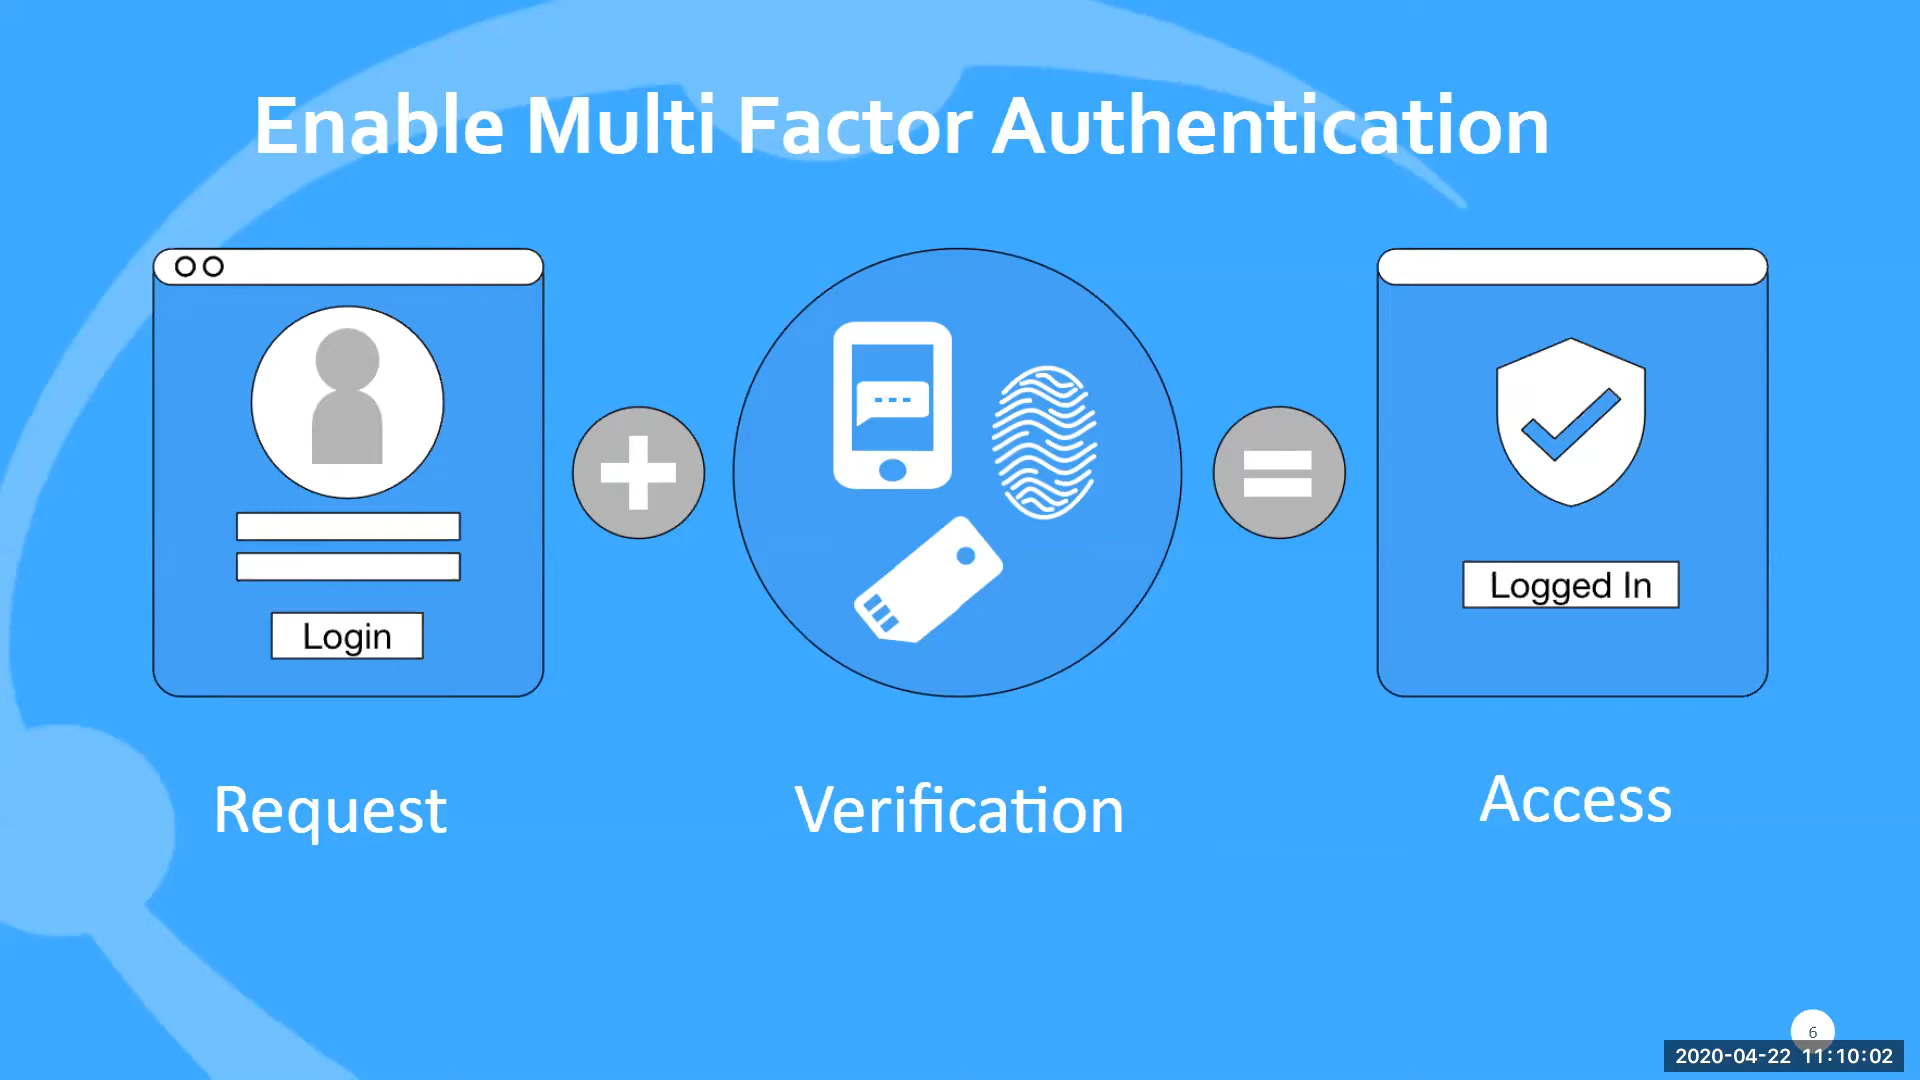 Enable Multi Factor Authentication
Login
Logged In
Request
Verification
Access
6
2020-04-22 11:10:02